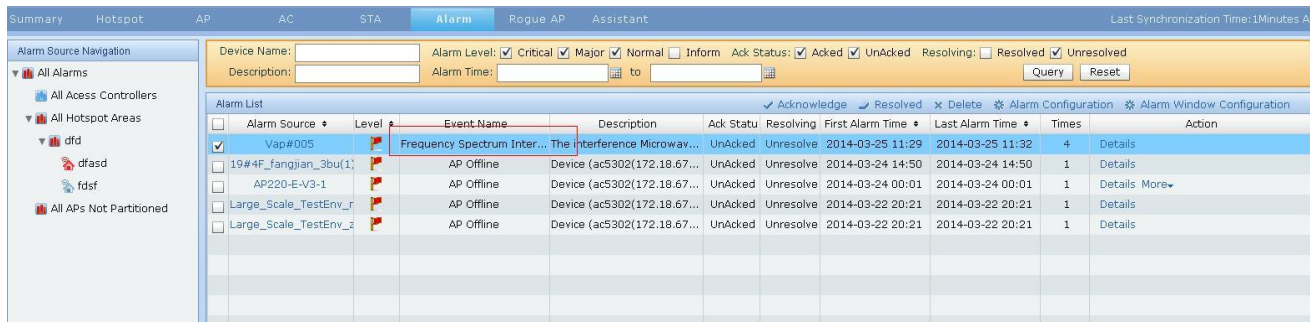 Summary Hotspot AP AC STA Alarm Rogue AP Assistant Last Synchronization Time:1Minutes A
Alarm Source Navigation
All Alarms
All Acess Controllers
All Hotspot Areas
dfd
dfasd
fdsf
All APs Not Partitioned
Device Name: Alarm Level: Critical Major Normal Inform Ack Status: Acked UnAcked Resolving: Resolved Unresolved
Description: Alarm Time: to Query Reset
Alarm List Acknowledge Resolved Delete Alarm Configuration Alarm Window Configuration
Alarm Source Level Event Name Description Ack Statu Resolving First Alarm Time Last Alarm Time Times Action
Vap#005 Frequency Spectrum Inter... The interference Microwav... UnAcked Unresolve 2014-03-25 11:29 2014-03-25 11:32 4 Details
19#4F_fangjian_3bu(1) AP Offline Device (ac5302(172.18.67... UnAcked Unresolve 2014-03-24 14:50 2014-03-24 14:50 1 Details
AP220-E-V3-1 AP Offline Device (ac5302(172.18.67... UnAcked Unresolve 2014-03-24 00:01 2014-03-24 00:01 1 Details More
Large_Scale_TestEnv_r AP Offline Device (ac5302(172.18.67... UnAcked Unresolve 2014-03-22 20:21 2014-03-22 20:21 1 Details
Large_Scale_TestEnv_z AP Offline Device (ac5302(172.18.67... UnAcked Unresolve 2014-03-22 20:21 2014-03-22 20:21 1 Details